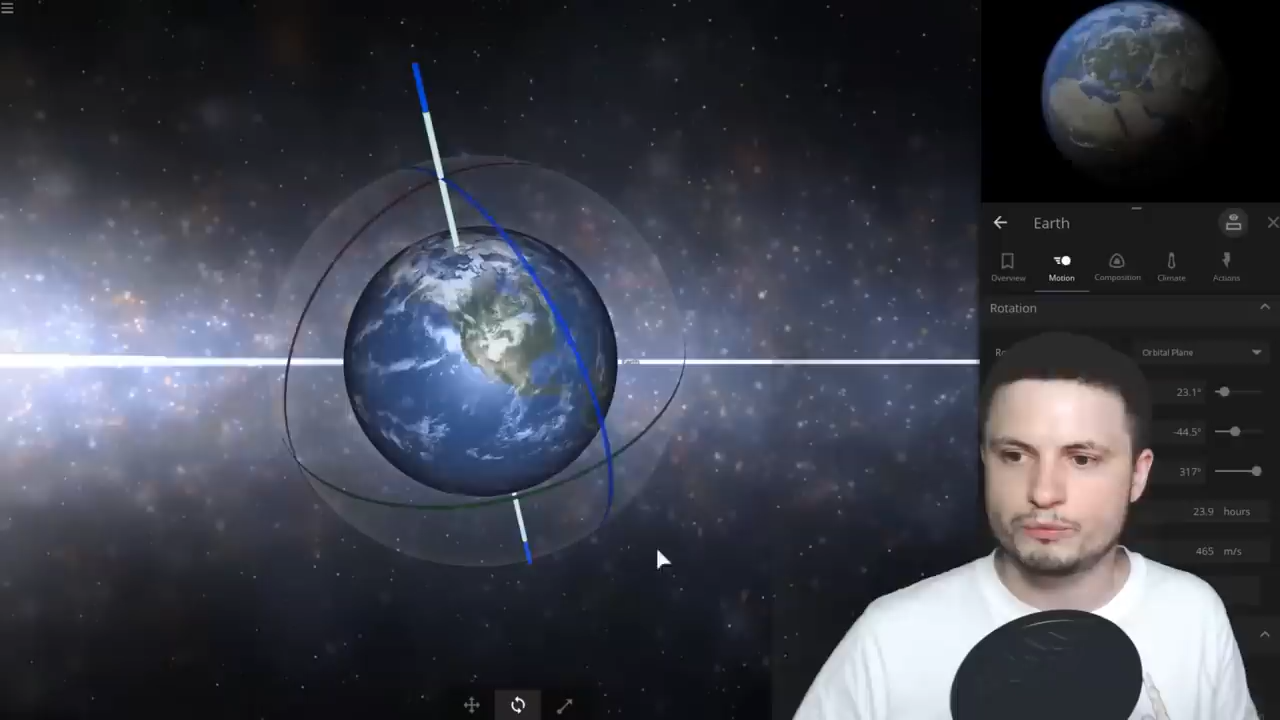 Earth
Overview Motion Composition Climate Actions
Rotation
Orbital Plane
23.1°
-44.5°
317°
23.9 hours
465 m/s